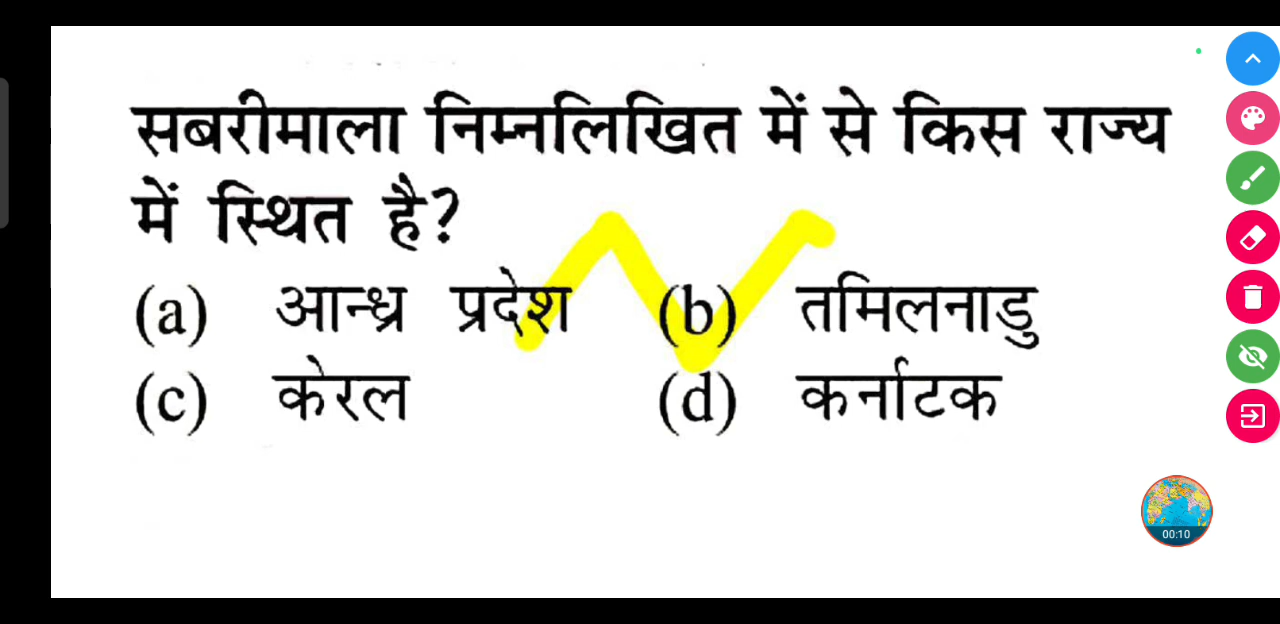 सबरीमाला निम्नलिखित में से किस राज्य
में स्थित है?
(a) आन्ध्र प्रदेश (b) तमिलनाडु
(c) केरल (d) कर्नाटक
00:10